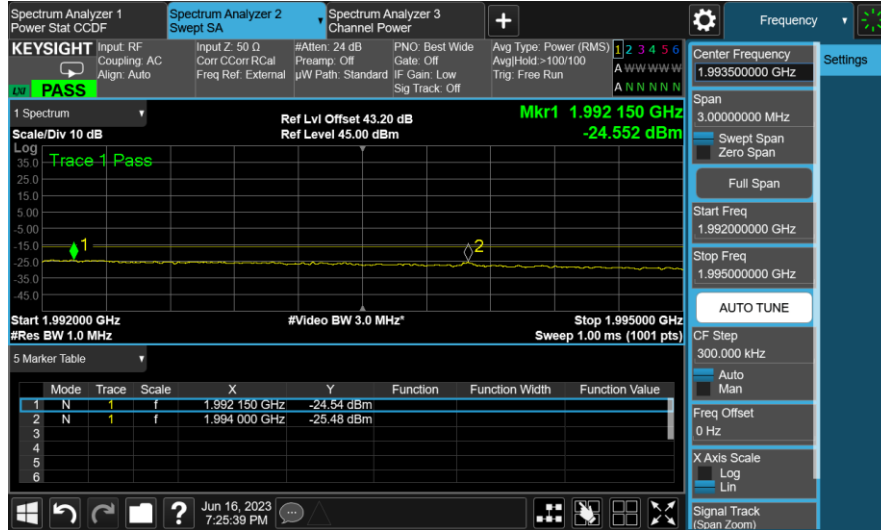 Spectrum Analyzer 1
Power Stat CCDF
Spectrum Analyzer 2
Swept SA
Spectrum Analyzer 3
Channel Power
Frequency
KEYSIGHT
Input: RF
Coupling: AC
Align: Auto
Input Z: 50 Ω
Corr CCorr RCal
Freq Ref: External
#Atten: 24 dB
Preamp: Off
µW Path: Standard
PNO: Best Wide
Gate: Off
IF Gain: Low
Sig Track: Off
Avg Type: Power (RMS)
Avg|Hold:>100/100
Trig: Free Run
1 2 3 4 5 6
A W W W W W
A N N N N N
LXI
PASS
1 Spectrum
Scale/Div 10 dB
Ref Lvl Offset 43.20 dB
Ref Level 45.00 dBm
Mkr1 1.992 150 GHz
-24.552 dBm
Log
Trace 1 Pass
35.0
25.0
15.0
5.00
-5.00
-15.0
-25.0
-35.0
-45.0
1
2
Start 1.992000 GHz
#Res BW 1.0 MHz
#Video BW 3.0 MHz*
Stop 1.995000 GHz
Sweep 1.00 ms (1001 pts)
5 Marker Table
Mode Trace Scale X Y Function Function Width Function Value
1 N 1 f 1.992 150 GHz -24.54 dBm
2 N 1 f 1.994 000 GHz -25.48 dBm
3
4
5
6
Jun 16, 2023
7:25:39 PM
Center Frequency
1.993500000 GHz
Settings
Span
3.00000000 MHz
Swept Span
Zero Span
Full Span
Start Freq
1.992000000 GHz
Stop Freq
1.995000000 GHz
AUTO TUNE
CF Step
300.000 kHz
Auto
Man
Freq Offset
0 Hz
X Axis Scale
Log
Lin
Signal Track
(Span Zoom)